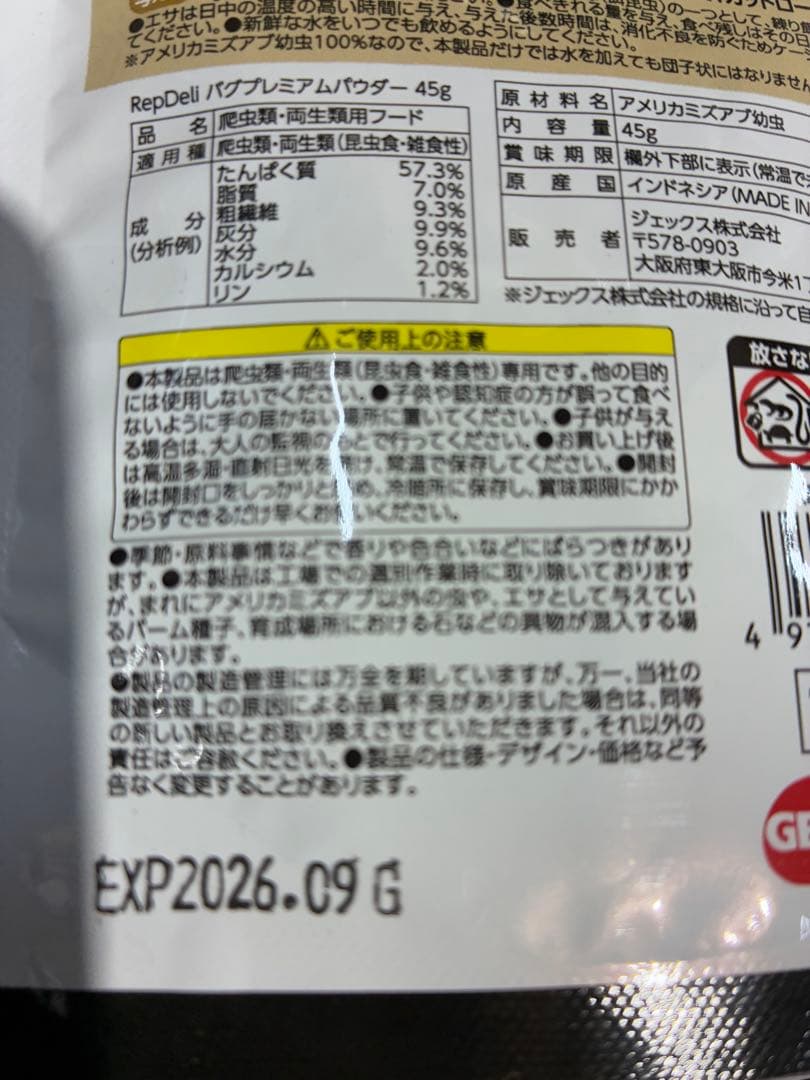 ●エサは日中の温度の高い時間に与え、与えた後数時間は、消化不良を防ぐためケー
てください。●新鮮な水をいつでも飲めるようにしてください。
※アメリカミズアブ幼虫100%なので、本製品だけでは水を加えても団子状にはなりません
RepDeli バグプレミアムパウダー 45g
品名 爬虫類・両生類用フード
適用種 爬虫類・両生類(昆虫食・雑食性)
成分(分析例)
たんぱく質 57.3%
脂質 7.0%
粗繊維 9.3%
灰分 9.9%
水分 9.6%
カルシウム 2.0%
リン 1.2%
原材料名 アメリカミズアブ幼虫
内容量 45g
賞味期限 欄外下部に表示(常温で
原産国 インドネシア(MADE IN
販売者 ジェックス株式会社
〒578-0903
大阪府東大阪市今米1
※ジェックス株式会社の規格に沿って
⚠ご使用上の注意
●本製品は爬虫類・両生類(昆虫食・雑食性)専用です。他の目的
には使用しないでください。●子供や認知症の方が誤って食べ
ないように手の届かない場所に置いてください。●子供が与え
る場合は、大人の監視のもとで行ってください。●お買い上げ後
は高温多湿・直射日光を避け、常温で保存してください。●開封
後は開封口をしっかりと閉め、冷暗所に保存し、賞味期限にかか
わらずできるだけ早くお使いください。
●季節・原料事情などで香りや色合いなどにばらつきがあり
ます。●本製品は工場での選別作業時に取り除いております
が、まれにアメリカミズアブ以外の虫や、エサとして与えてい
るパーム種子、育成場所における石などの異物が混入する場
合があります。
●製品の製造管理には万全を期していますが、万一、当社の
製造管理上の原因による品質不良がありました場合は、同等
の新しい製品とお取り換えさせていただきます。それ以外の
責任はご容赦ください。●製品の仕様・デザイン・価格など予
告なく変更することがあります。
放さな
4 9
GE
EXP2026.09 G